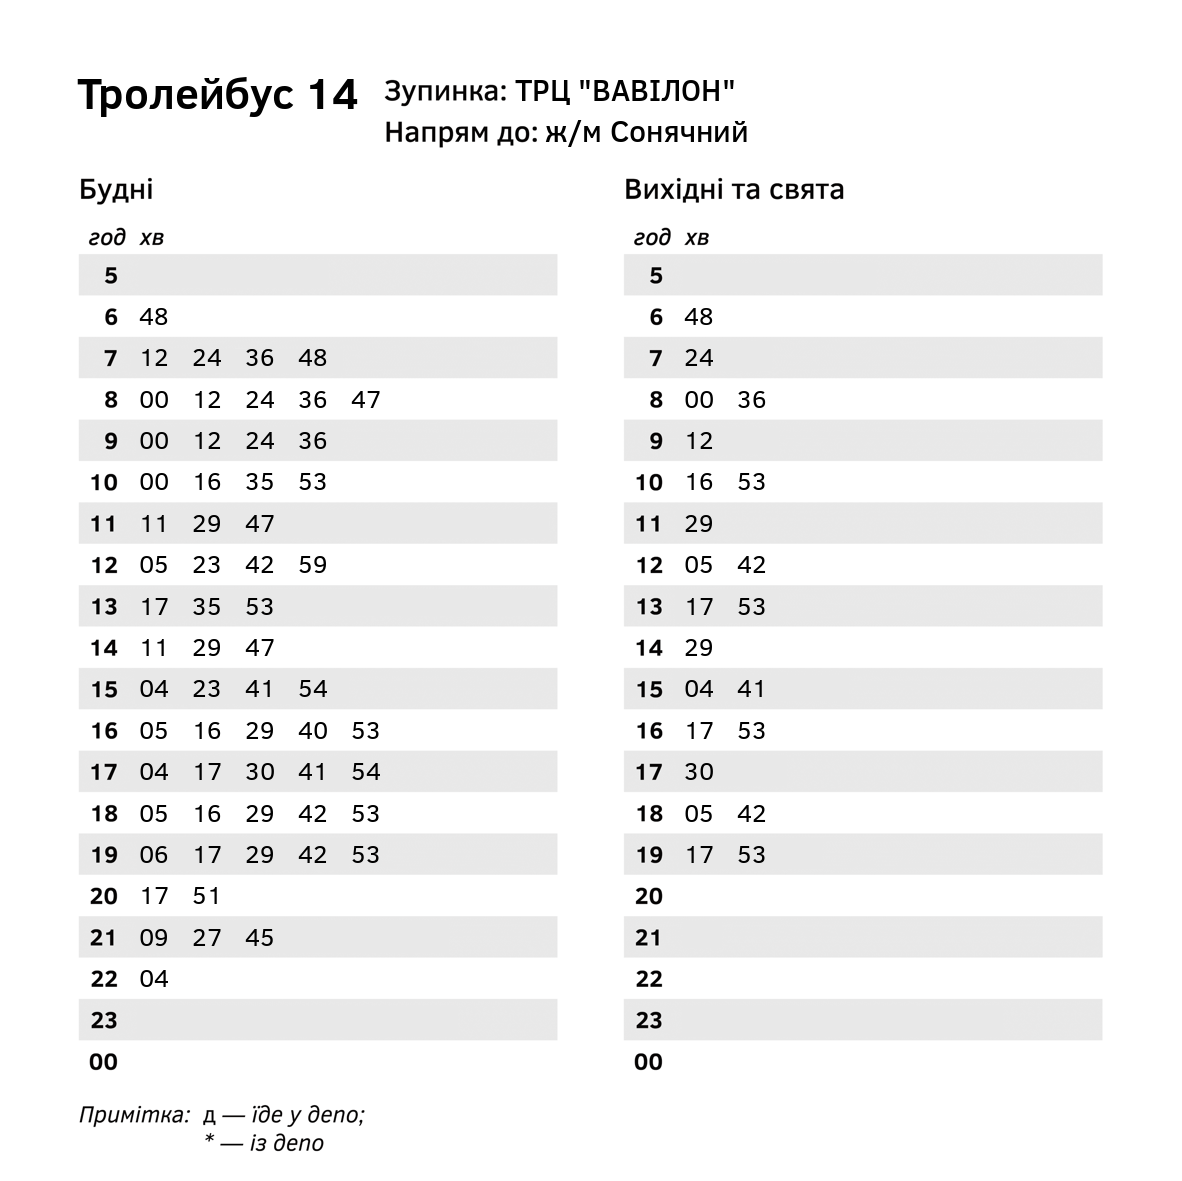 Тролейбус 14
Зупинка: ТРЦ "ВАВІЛОН"
Напрям до: ж/м Сонячний
Будні
год хв
5
6 48
7 12 24 36 48
8 00 12 24 36 47
9 00 12 24 36
10 00 16 35 53
11 11 29 47
12 05 23 42 59
13 17 35 53
14 11 29 47
15 04 23 41 54
16 05 16 29 40 53
17 04 17 30 41 54
18 05 16 29 42 53
19 06 17 29 42 53
20 17 51
21 09 27 45
22 04
23
00
Вихідні та свята
год хв
5
6 48
7 24
8 00 36
9 12
10 16 53
11 29
12 05 42
13 17 53
14 29
15 04 41
16 17 53
17 30
18 05 42
19 17 53
20
21
22
23
00
Примітка: д — їде у депо;
* — із депо